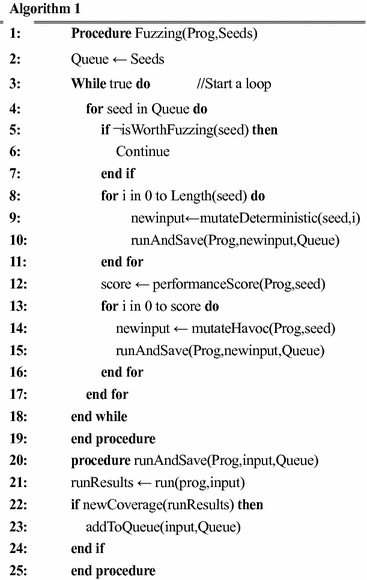 Algorithm 1
1: Procedure Fuzzing(Prog,Seeds)
2: Queue ← Seeds
3: While true do //Start a loop
4: for seed in Queue do
5: if ¬isWorthFuzzing(seed) then
6: Continue
7: end if
8: for i in 0 to Length(seed) do
9: newinput←mutateDeterministic(seed,i)
10: runAndSave(Prog,newinput,Queue)
11: end for
12: score ← performanceScore(Prog,seed)
13: for i in 0 to score do
14: newinput ← mutateHavoc(Prog,seed)
15: runAndSave(Prog,newinput,Queue)
16: end for
17: end for
18: end while
19: end procedure
20: procedure runAndSave(Prog,input,Queue)
21: runResults ← run(prog,input)
22: if newCoverage(runResults) then
23: addToQueue(input,Queue)
24: end if
25: end procedure